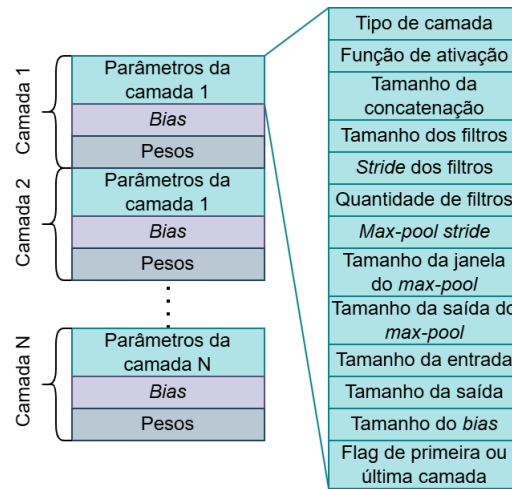 Camada 1
Parâmetros da
camada 1
Bias
Pesos
Camada 2
Parâmetros da
camada 1
Bias
Pesos
Camada N
Parâmetros da
camada N
Bias
Pesos
Tipo de camada
Função de ativação
Tamanho da
concatenação
Tamanho dos filtros
Stride dos filtros
Quantidade de filtros
Max-pool stride
Tamanho da janela
do max-pool
Tamanho da saída do
max-pool
Tamanho da entrada
Tamanho da saída
Tamanho do bias
Flag de primeira ou
última camada